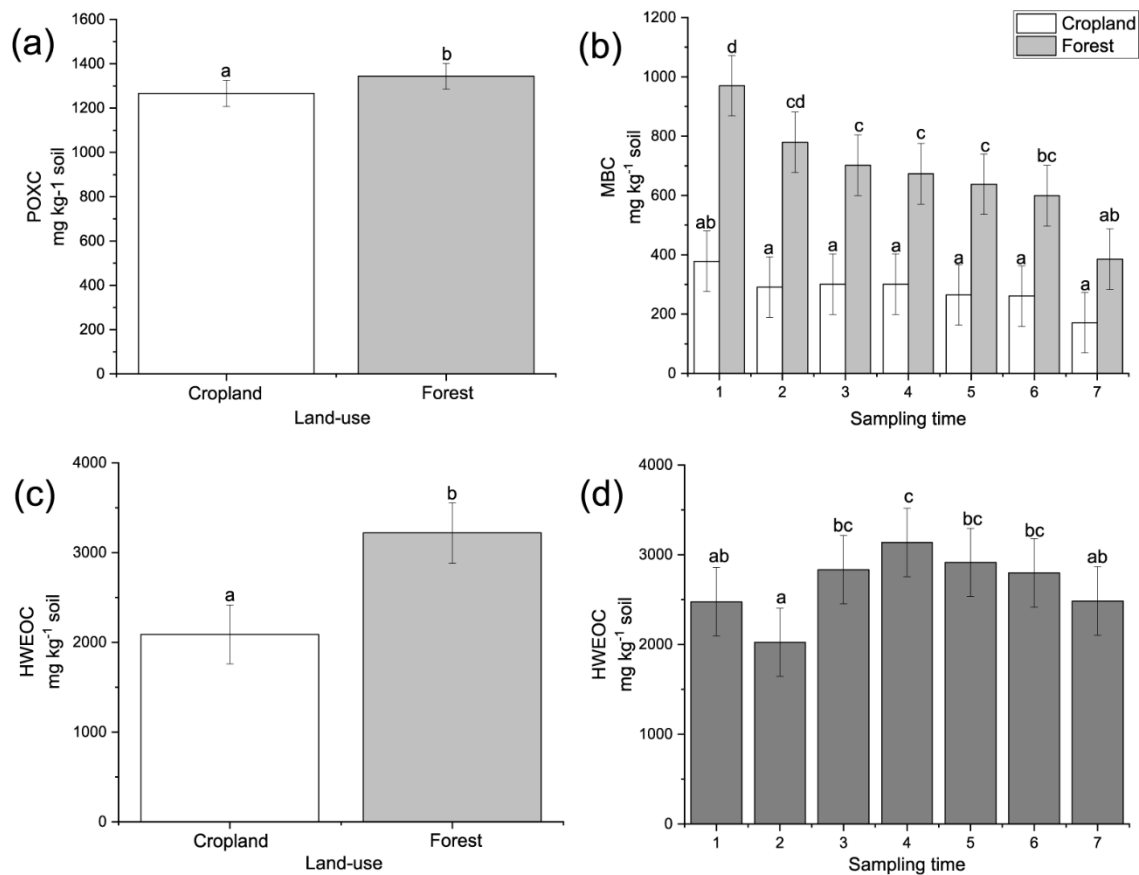 (a)
1600
1400
1200
1000
800
600
400
200
0
POXC
mg kg-1 soil
a
b
Cropland
Forest
Land-use
(b)
Cropland
Forest
1200
1000
800
600
400
200
0
MBC
mg kg⁻¹ soil
ab
d
a
cd
a
c
a
c
a
c
a
bc
a
ab
1 2 3 4 5 6 7
Sampling time
(c)
4000
3000
2000
1000
0
HWEOC
mg kg⁻¹ soil
a
b
Cropland
Forest
Land-use
(d)
4000
3000
2000
1000
0
HWEOC
mg kg⁻¹ soil
ab
a
bc
c
bc
bc
ab
1 2 3 4 5 6 7
Sampling time